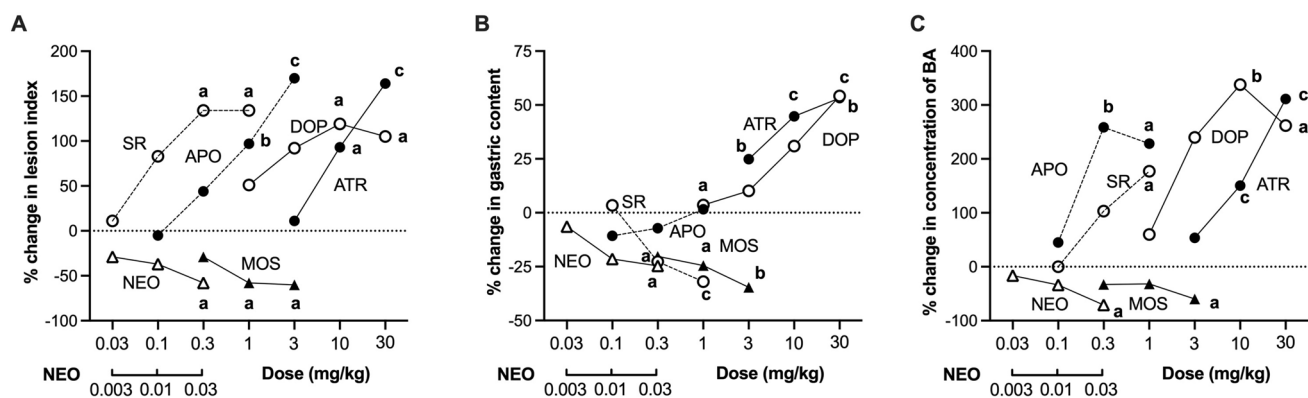 A
% change in lesion index
200
150
100
50
0
-50
-100
SR
a
a
APO
c
b
DOP
a
a
a
ATR
c
NEO
a
MOS
a
a
0.03
0.1
0.3
1
3
10
30
NEO
0.003
0.01
0.03
Dose (mg/kg)
B
% change in gastric content
75
50
25
0
-25
-50
ATR
b
c
c
b
DOP
SR
a
APO
a
MOS
NEO
a
a
b
c
0.03
0.1
0.3
1
3
10
30
NEO
0.003
0.01
0.03
Dose (mg/kg)
C
% change in concentration of BA
400
300
200
100
0
-100
APO
b
a
SR
a
DOP
b
a
c
ATR
c
NEO
a
MOS
a
0.03
0.1
0.3
1
3
10
30
NEO
0.003
0.01
0.03
Dose (mg/kg)